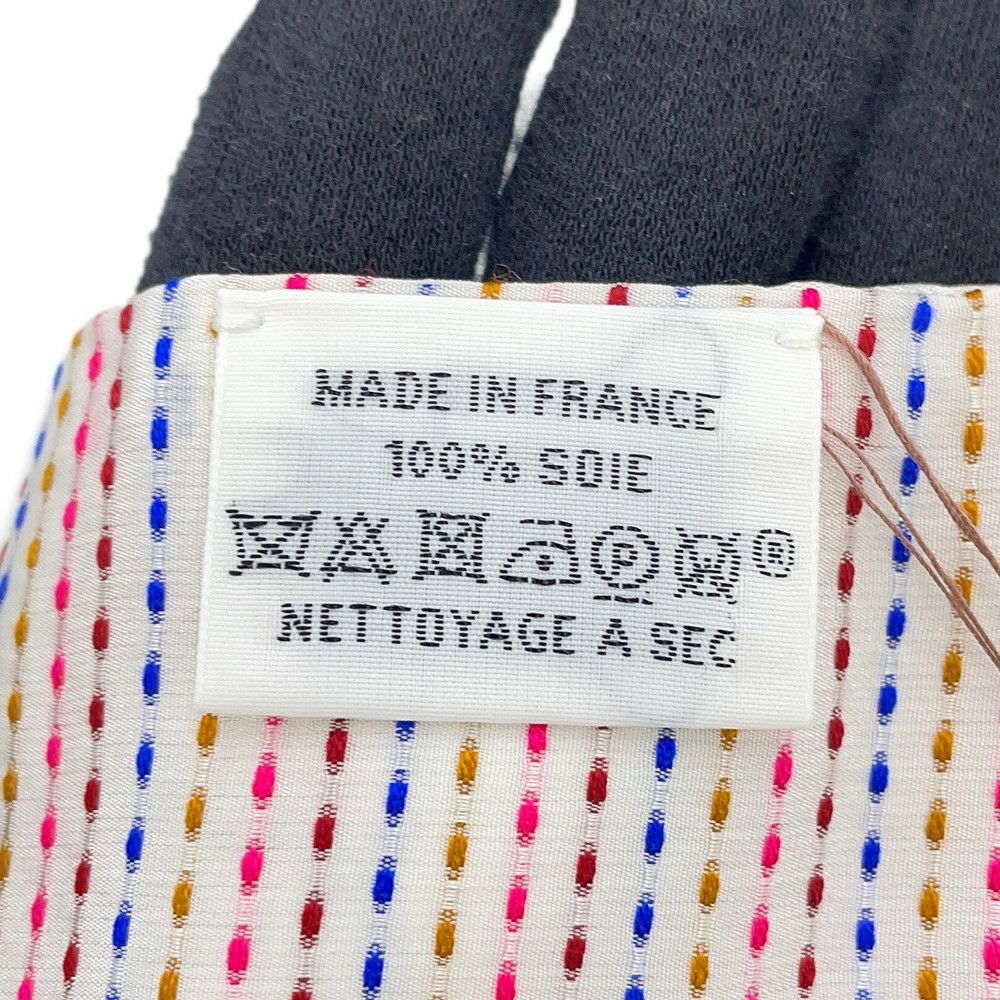 MADE IN FRANCE
100% SOIE
P ®
NETTOYAGE A SEC